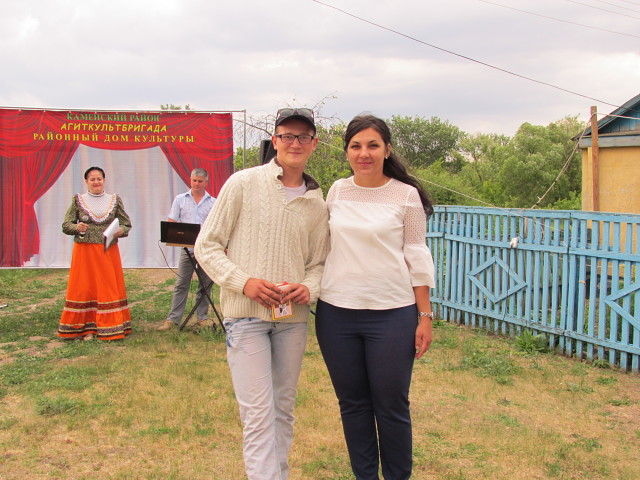 КАМЕНСКИЙ РАЙОН
АГИТКУЛЬТБРИГАДА
РАЙОННЫЙ ДОМ КУЛЬТУРЫ